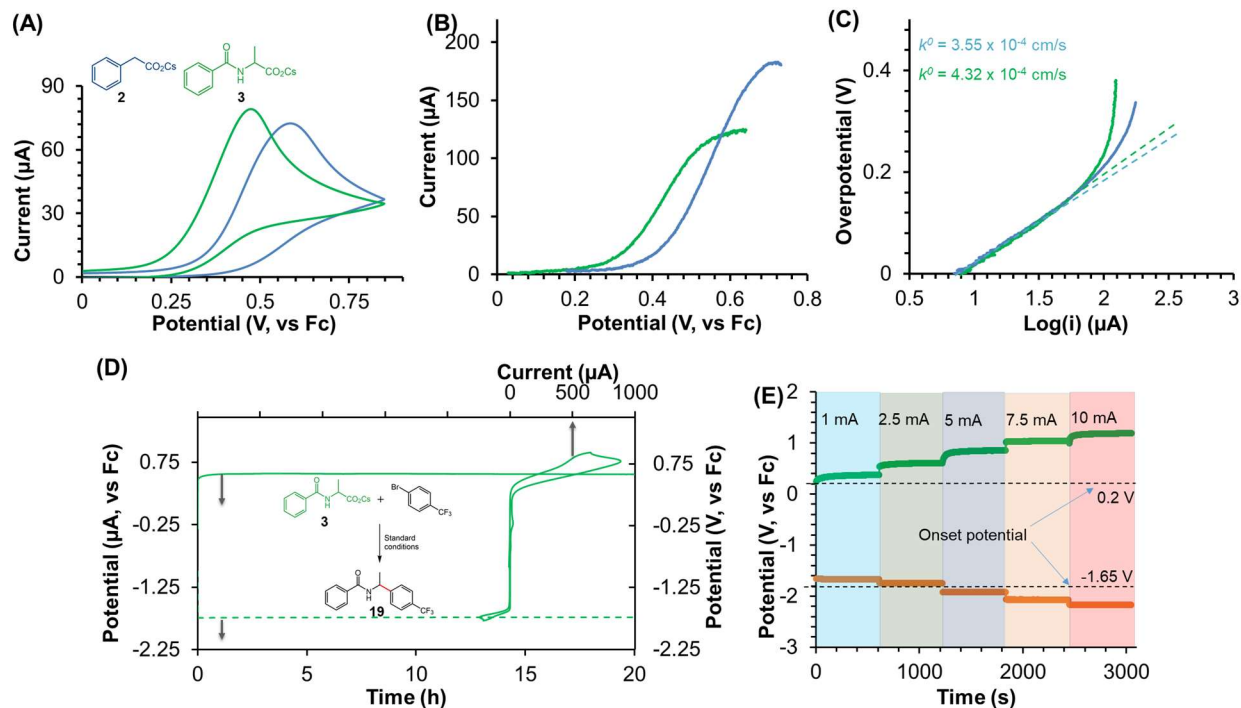 (A)
CO₂Cs
2
O
N
H
CO₂Cs
3
90
60
30
0
Current (µA)
0
0.25
0.5
0.75
Potential (V, vs Fc)
(B)
200
150
100
50
0
Current (µA)
0
0.2
0.4
0.6
0.8
Potential (V, vs Fc)
(C)
k⁰ = 3.55 x 10⁻⁴ cm/s
k⁰ = 4.32 x 10⁻⁴ cm/s
0.4
0.2
0
Overpotential (V)
0.5
1
1.5
2
2.5
3
Log(i) (µA)
(D)
Current (µA)
0
500
1000
0.75
-0.25
-1.25
-2.25
Potential (µA, vs Fc)
O
N
H
CO₂Cs
3
+
Br
CF₃
Standard
conditions
O
N
H
CF₃
19
0.75
-0.25
-1.25
-2.25
Potential (V, vs Fc)
0
5
10
15
20
Time (h)
(E)
2
1
0
-1
-2
-3
Potential (V, vs Fc)
1 mA
2.5 mA
5 mA
7.5 mA
10 mA
0.2 V
Onset potential
-1.65 V
0
1000
2000
3000
Time (s)